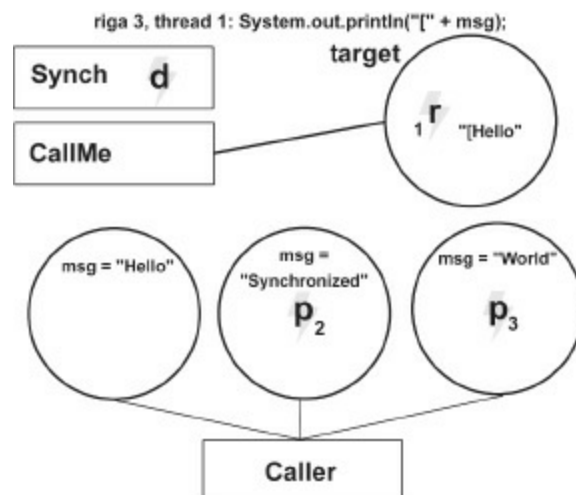 riga 3, thread 1: System.out.println("[" + msg);
target
Synch d
CallMe
1 r "[Hello"
msg = "Hello"
msg =
"Synchronized"
p2
msg = "World"
p3
Caller